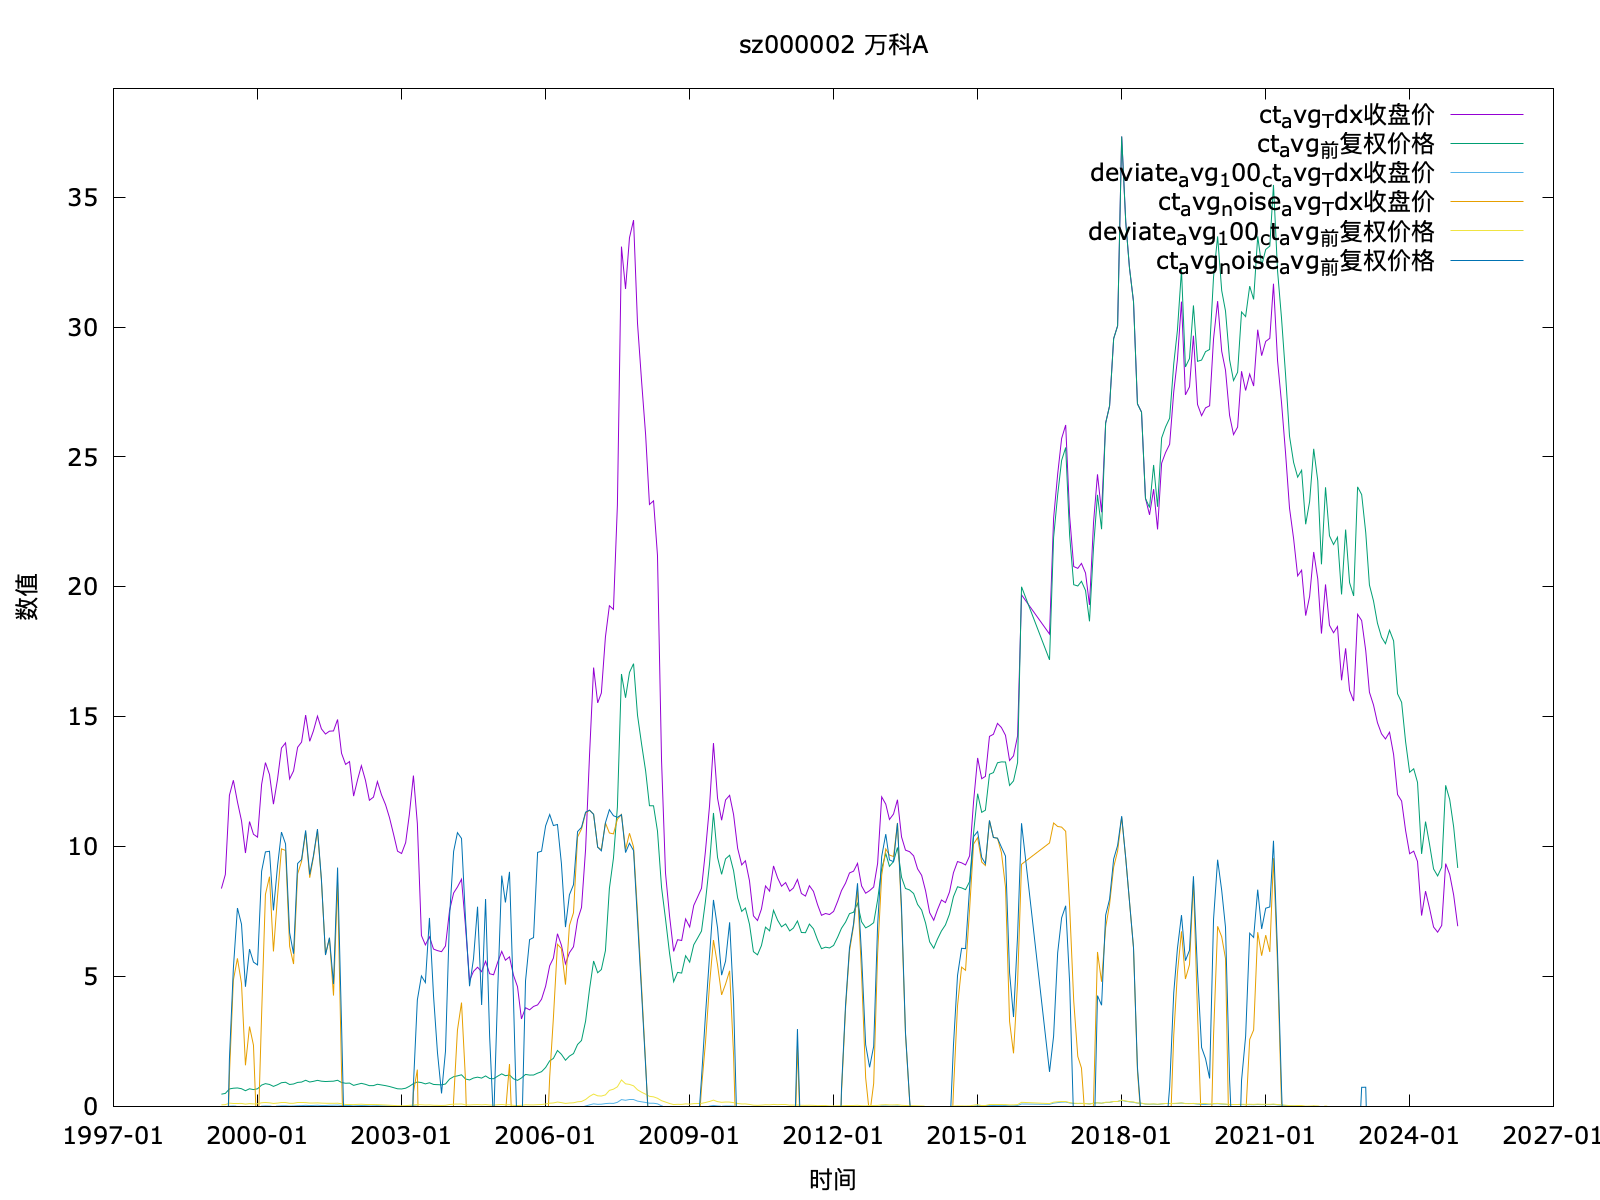 sz000002 万科A
ct_avg_Tdx收盘价
ct_avg_前复权价格
deviate_avg_100_ct_avg_Tdx收盘价
ct_avg_noise_avg_Tdx收盘价
deviate_avg_100_ct_avg_前复权价格
ct_avg_noise_avg_前复权价格
35
30
25
20
15
10
5
0
数值
1997-01 2000-01 2003-01 2006-01 2009-01 2012-01 2015-01 2018-01 2021-01 2024-01 2027-01
时间